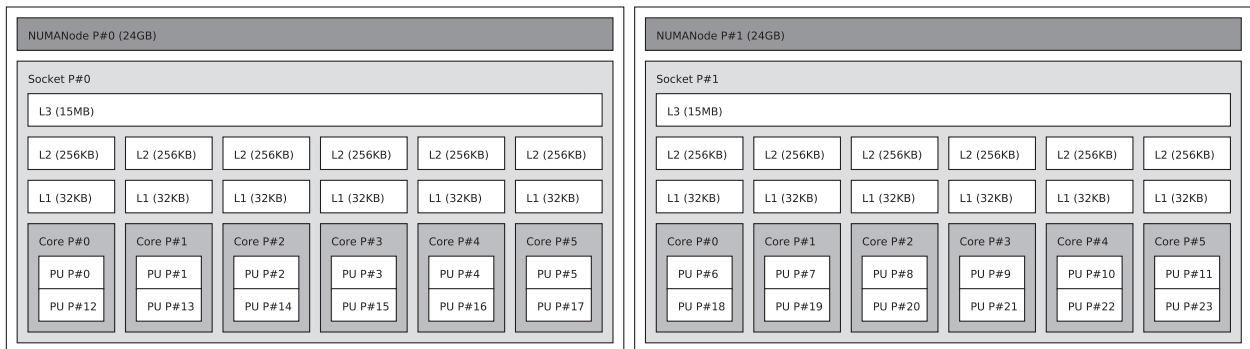 NUMANode P#0 (24GB)
Socket P#0
L3 (15MB)
L2 (256KB) L2 (256KB) L2 (256KB) L2 (256KB) L2 (256KB) L2 (256KB)
L1 (32KB) L1 (32KB) L1 (32KB) L1 (32KB) L1 (32KB) L1 (32KB)
Core P#0 Core P#1 Core P#2 Core P#3 Core P#4 Core P#5
PU P#0 PU P#1 PU P#2 PU P#3 PU P#4 PU P#5
PU P#12 PU P#13 PU P#14 PU P#15 PU P#16 PU P#17
NUMANode P#1 (24GB)
Socket P#1
L3 (15MB)
L2 (256KB) L2 (256KB) L2 (256KB) L2 (256KB) L2 (256KB) L2 (256KB)
L1 (32KB) L1 (32KB) L1 (32KB) L1 (32KB) L1 (32KB) L1 (32KB)
Core P#0 Core P#1 Core P#2 Core P#3 Core P#4 Core P#5
PU P#6 PU P#7 PU P#8 PU P#9 PU P#10 PU P#11
PU P#18 PU P#19 PU P#20 PU P#21 PU P#22 PU P#23